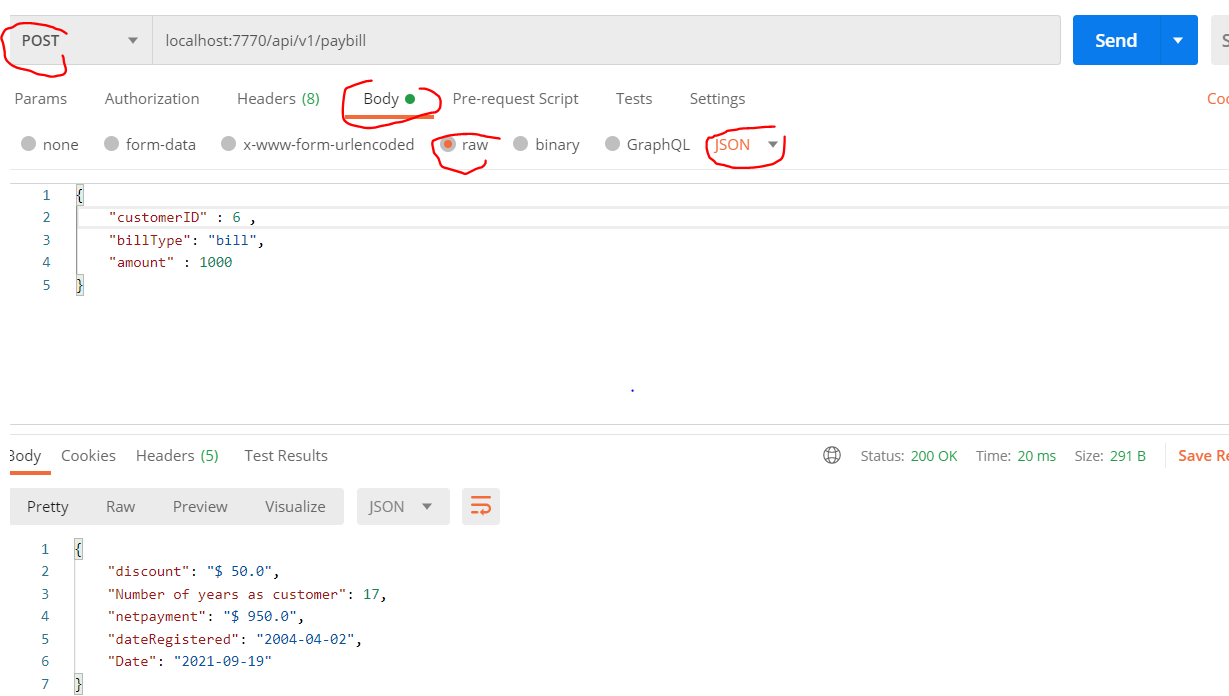 POST localhost:7770/api/v1/paybill Send S
Params Authorization Headers (8) Body Pre-request Script Tests Settings Coo
none form-data x-www-form-urlencoded raw binary GraphQL JSON
1 {
2 "customerID" : 6 ,
3 "billType": "bill",
4 "amount" : 1000
5 }
Body Cookies Headers (5) Test Results Status: 200 OK Time: 20 ms Size: 291 B Save Re
Pretty Raw Preview Visualize JSON
1 {
2 "discount": "$ 50.0",
3 "Number of years as customer": 17,
4 "netpayment": "$ 950.0",
5 "dateRegistered": "2004-04-02",
6 "Date": "2021-09-19"
7 }